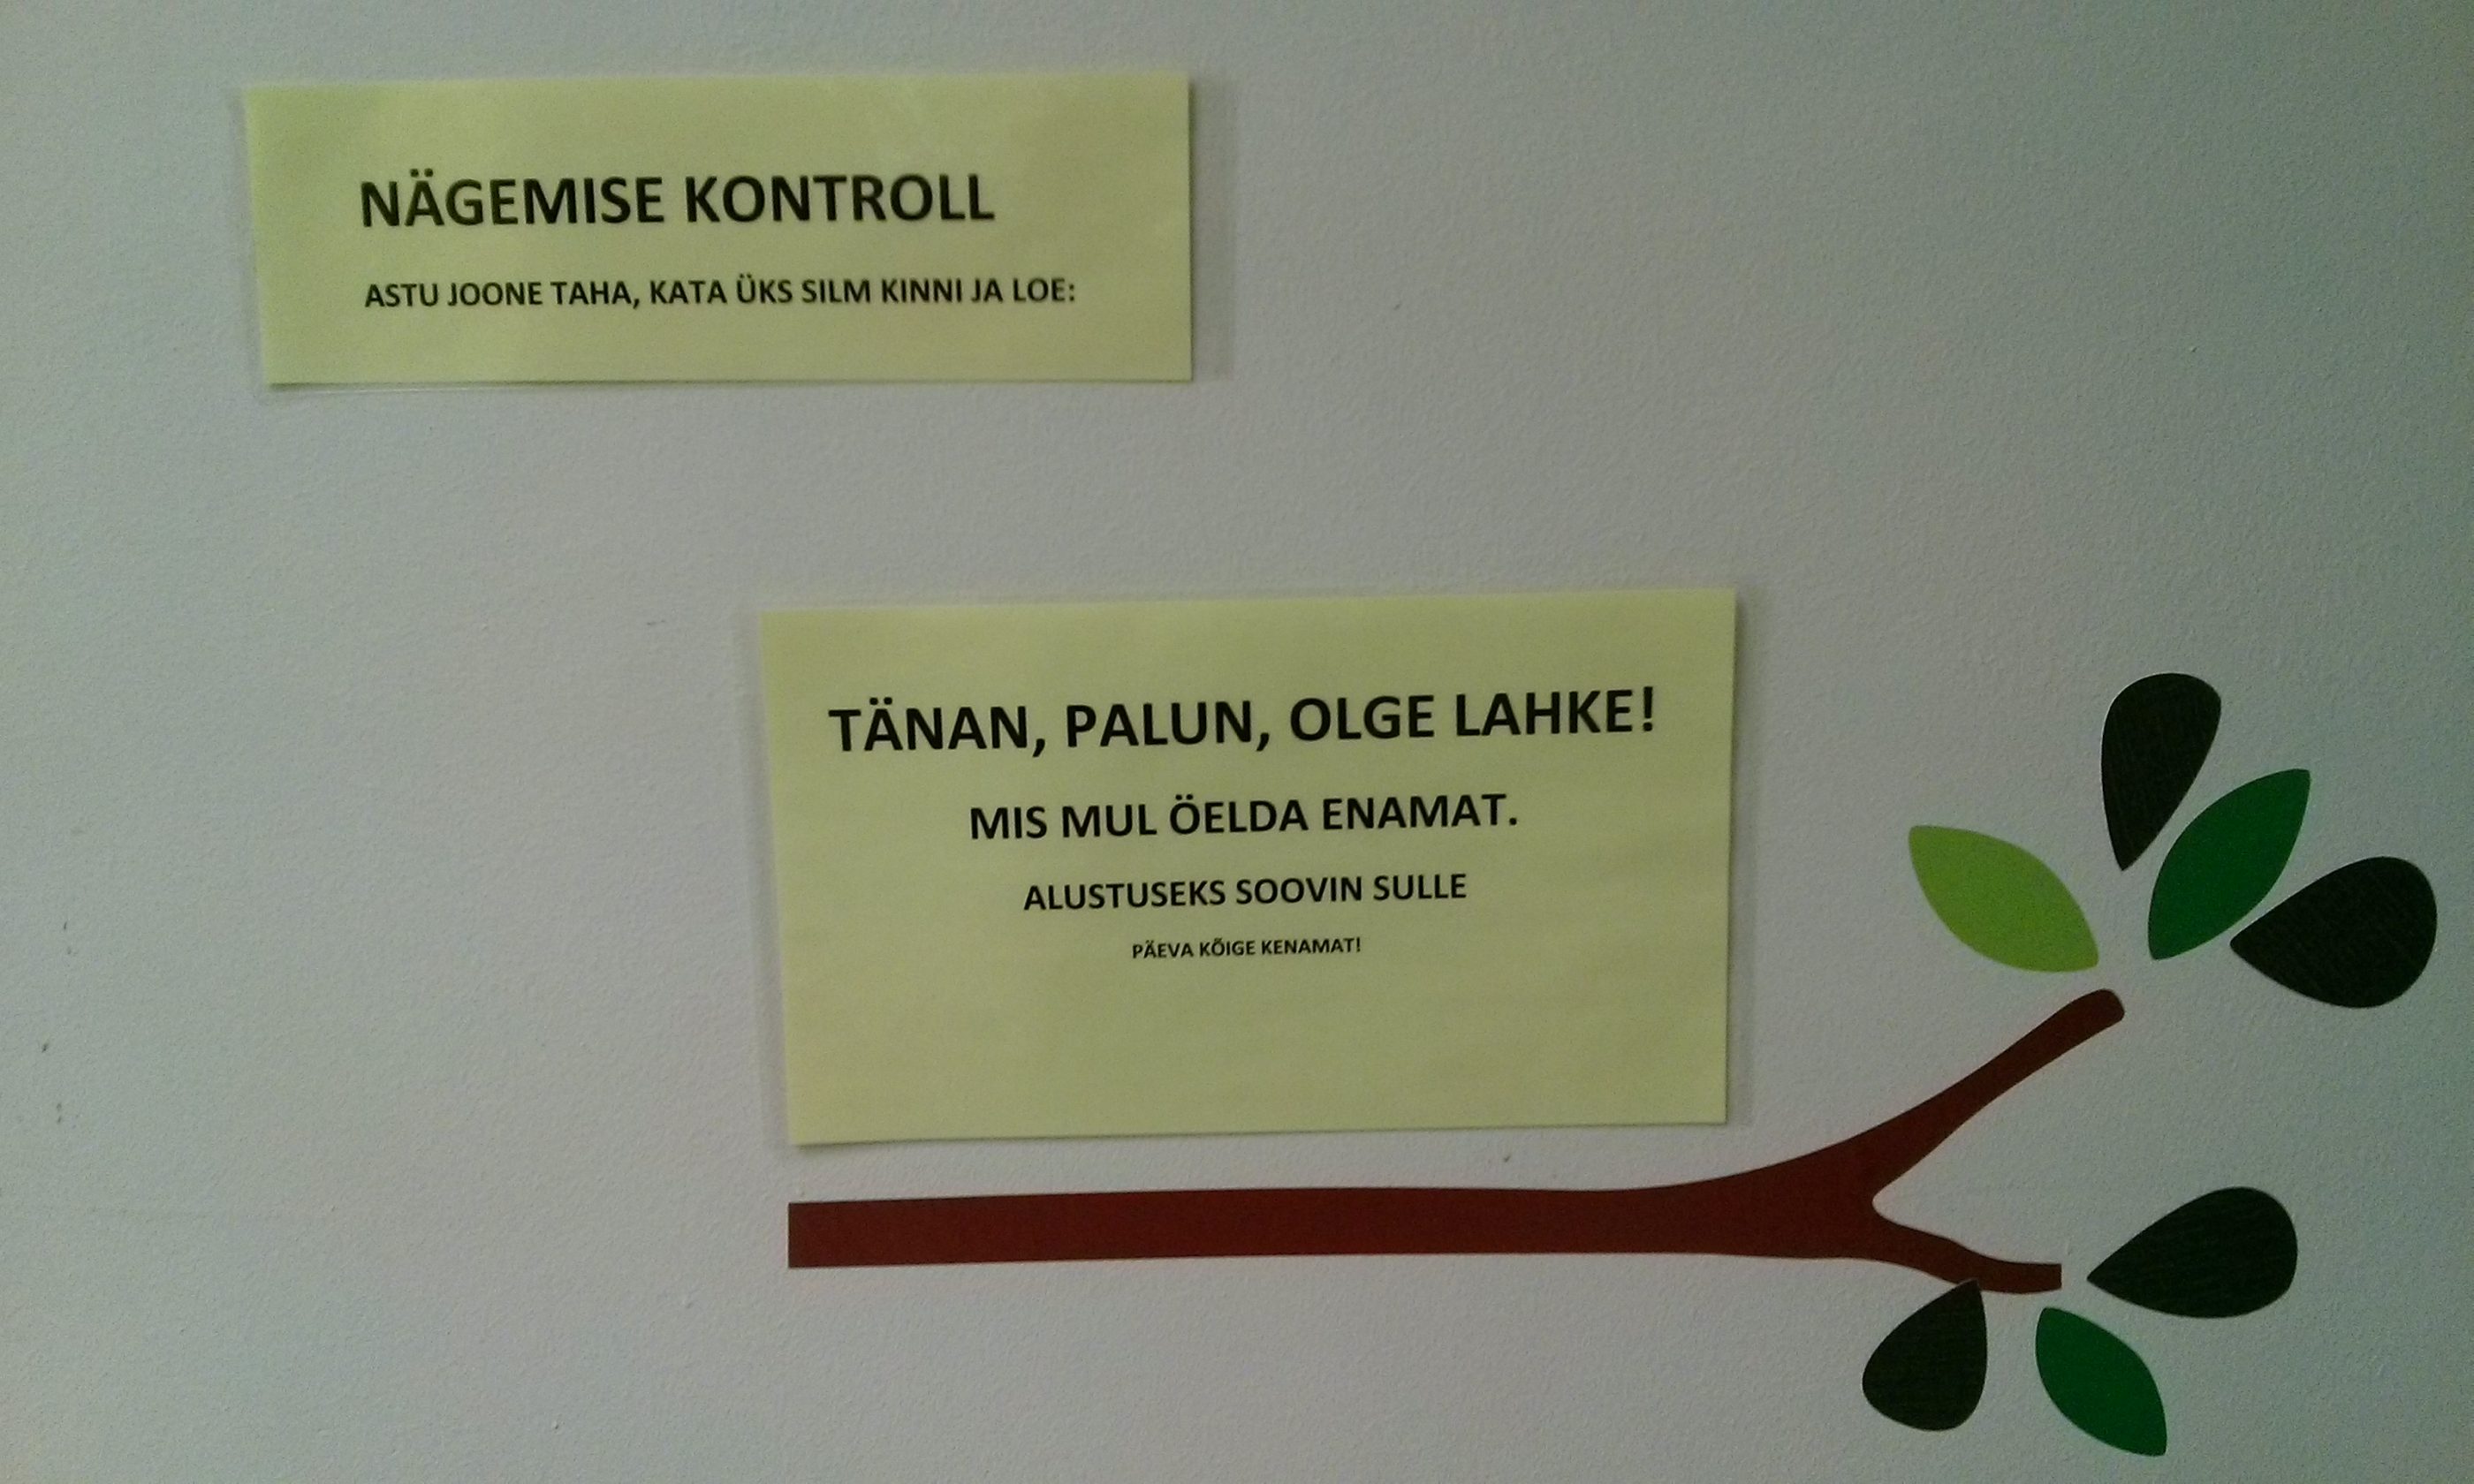 NÄGEMISE KONTROLL
ASTU JOONE TAHA, KATA ÜKS SILM KINNI JA LOE:
TÄNAN, PALUN, OLGE LAHKE!
MIS MUL ÖELDA ENAMAT.
ALUSTUSEKS SOOVIN SULLE
PÄEVA KÕIGE KENAMAT!